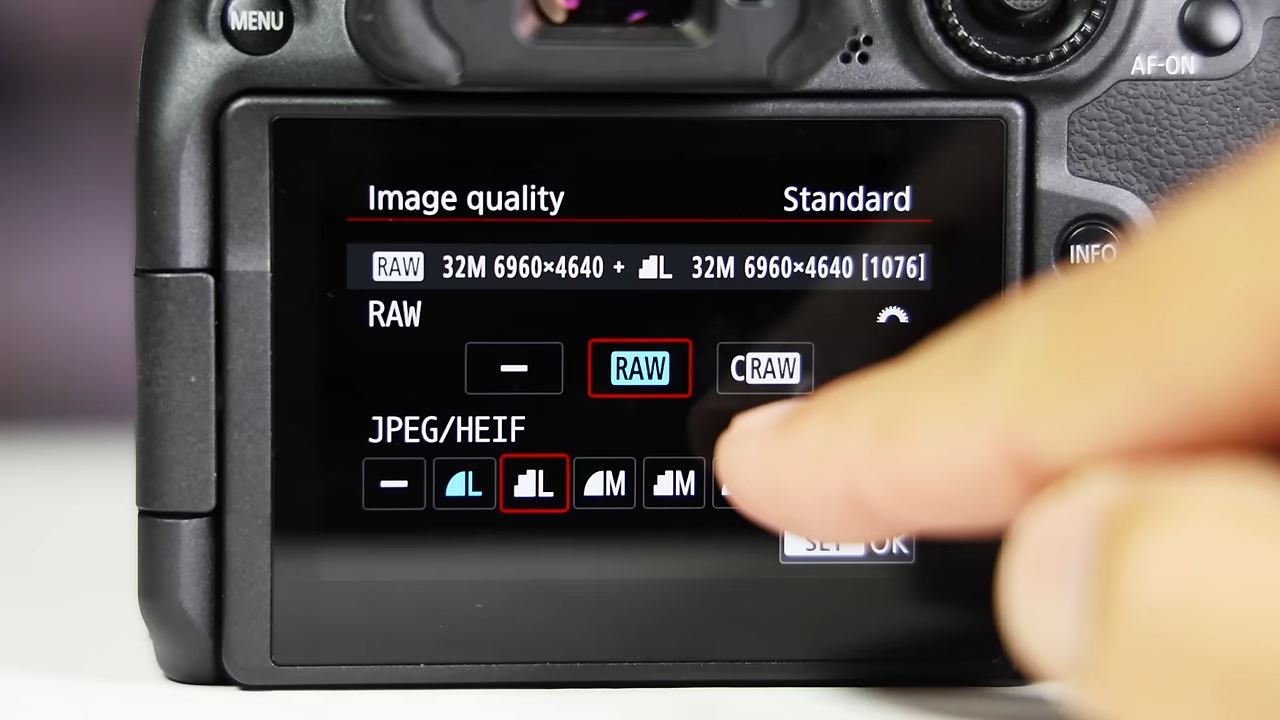 MENU
AF-ON
Image quality Standard
INFO
RAW 32M 6960×4640 + L 32M 6960×4640 [1076]
RAW
— RAW CRAW
JPEG/HEIF
— L L M M
SET OK